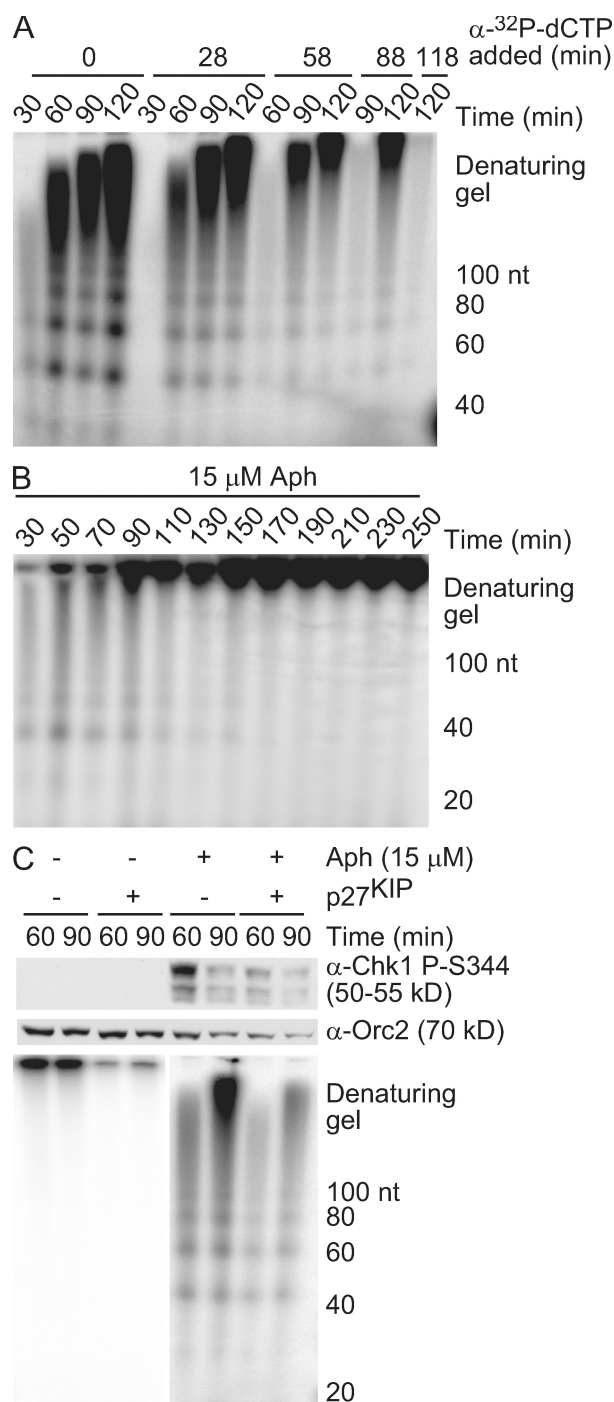 A
α-³²P-dCTP
0 28 58 88 118 added (min)
30 60 90 120 30 60 90 120 60 90 120 90 120 120 Time (min)
Denaturing
gel
100 nt
80
60
40
B
15 µM Aph
30 50 70 90 110 130 150 170 190 210 230 250 Time (min)
Denaturing
gel
100 nt
40
20
C
- - + + Aph (15 µM)
- + - + p27KIP
60 90 60 90 60 90 60 90 Time (min)
α-Chk1 P-S344
(50-55 kD)
α-Orc2 (70 kD)
Denaturing
gel
100 nt
80
60
40
20